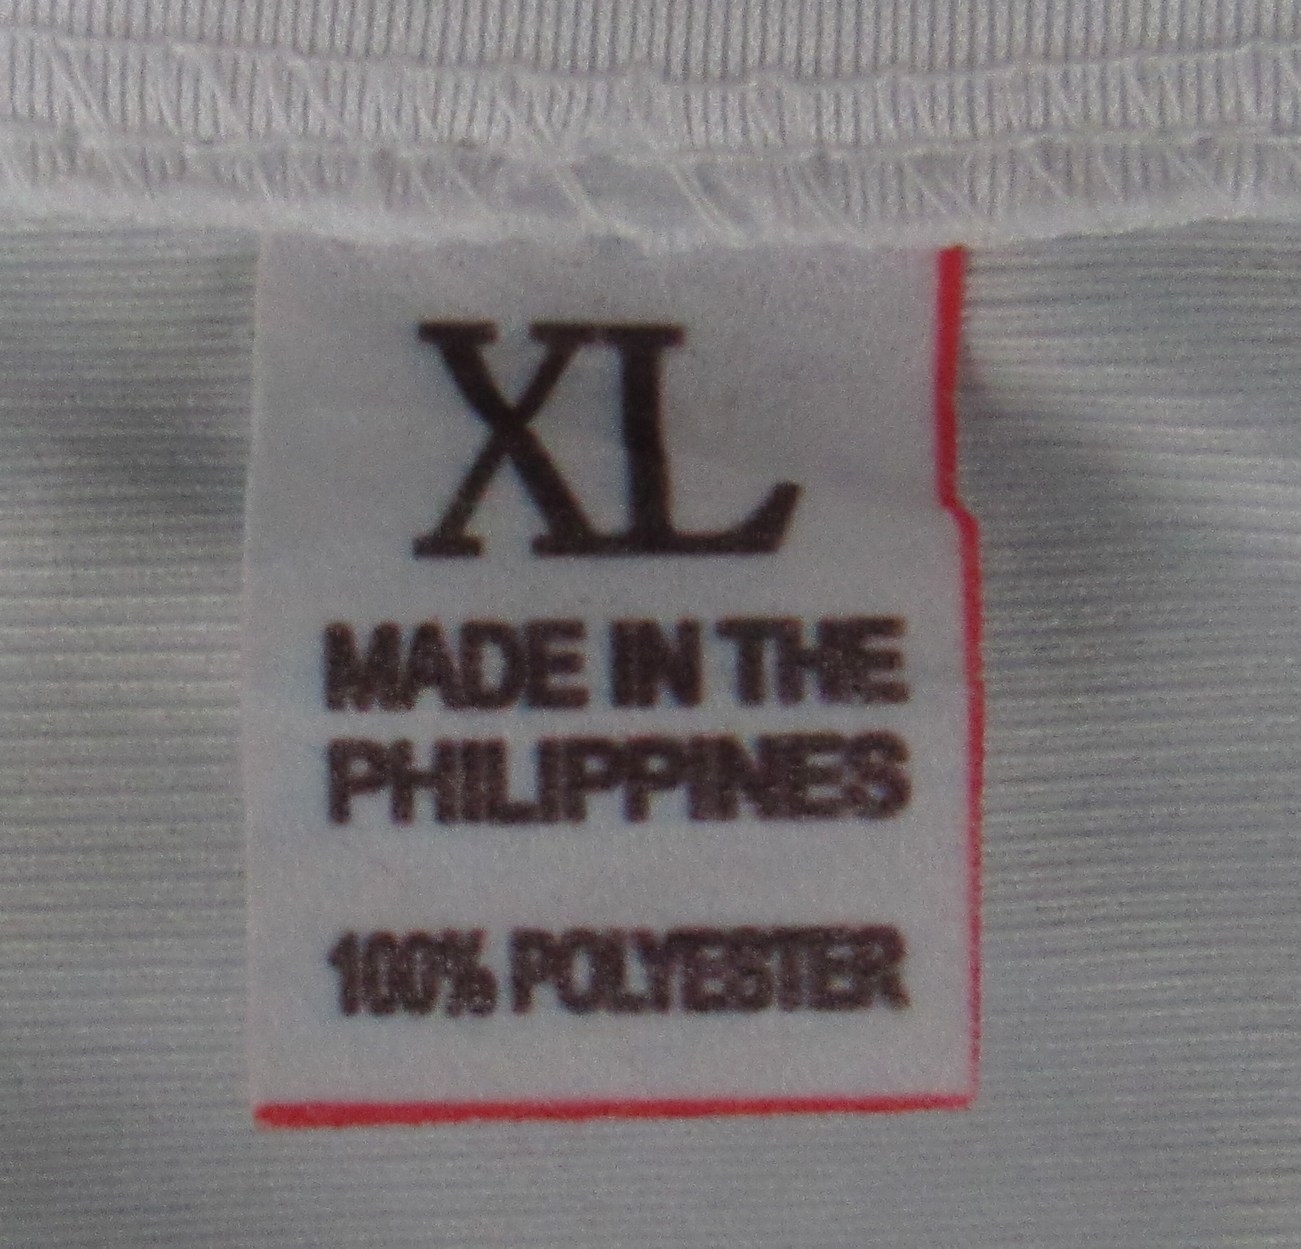 XL
MADE IN THE
PHILIPPINES
100% POLYESTER